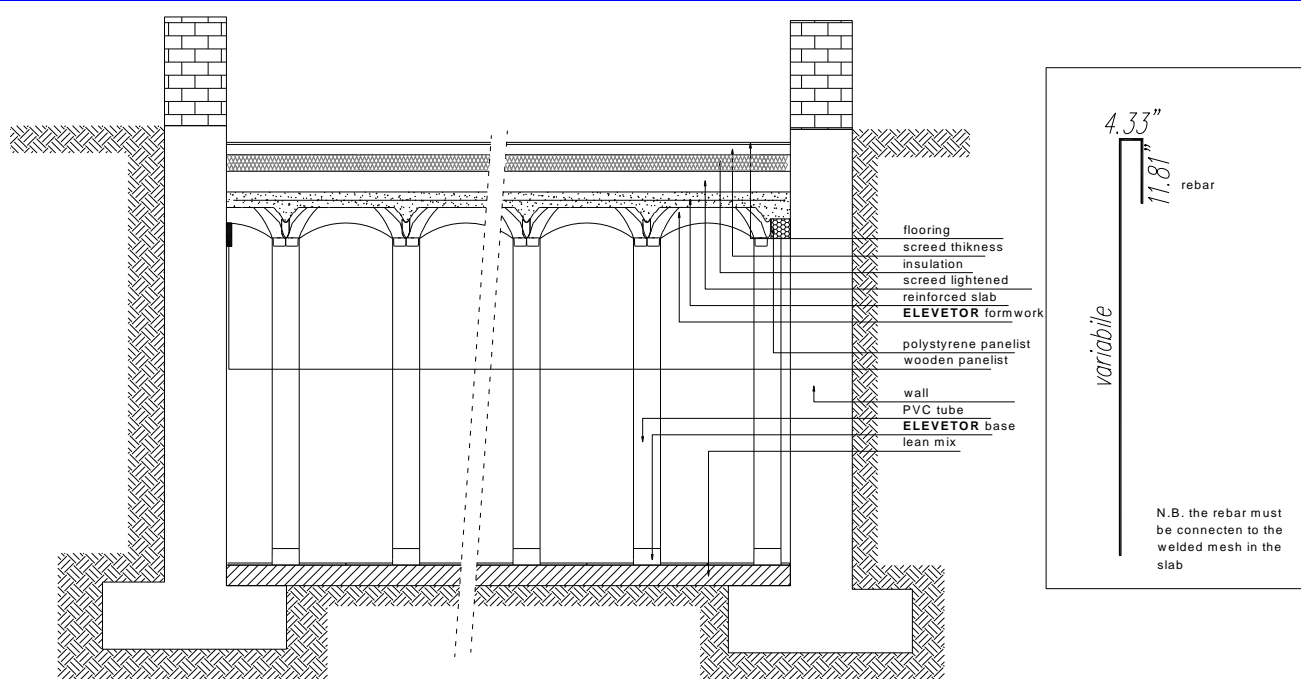 flooring
screed thikness
insulation
screed lightened
reinforced slab
ELEVETOR formwork
polystyrene panelist
wooden panelist
wall
PVC tube
ELEVETOR base
lean mix
4.33"
11.81"
rebar
variabile
N.B. the rebar must
be connecten to the
welded mesh in the
slab